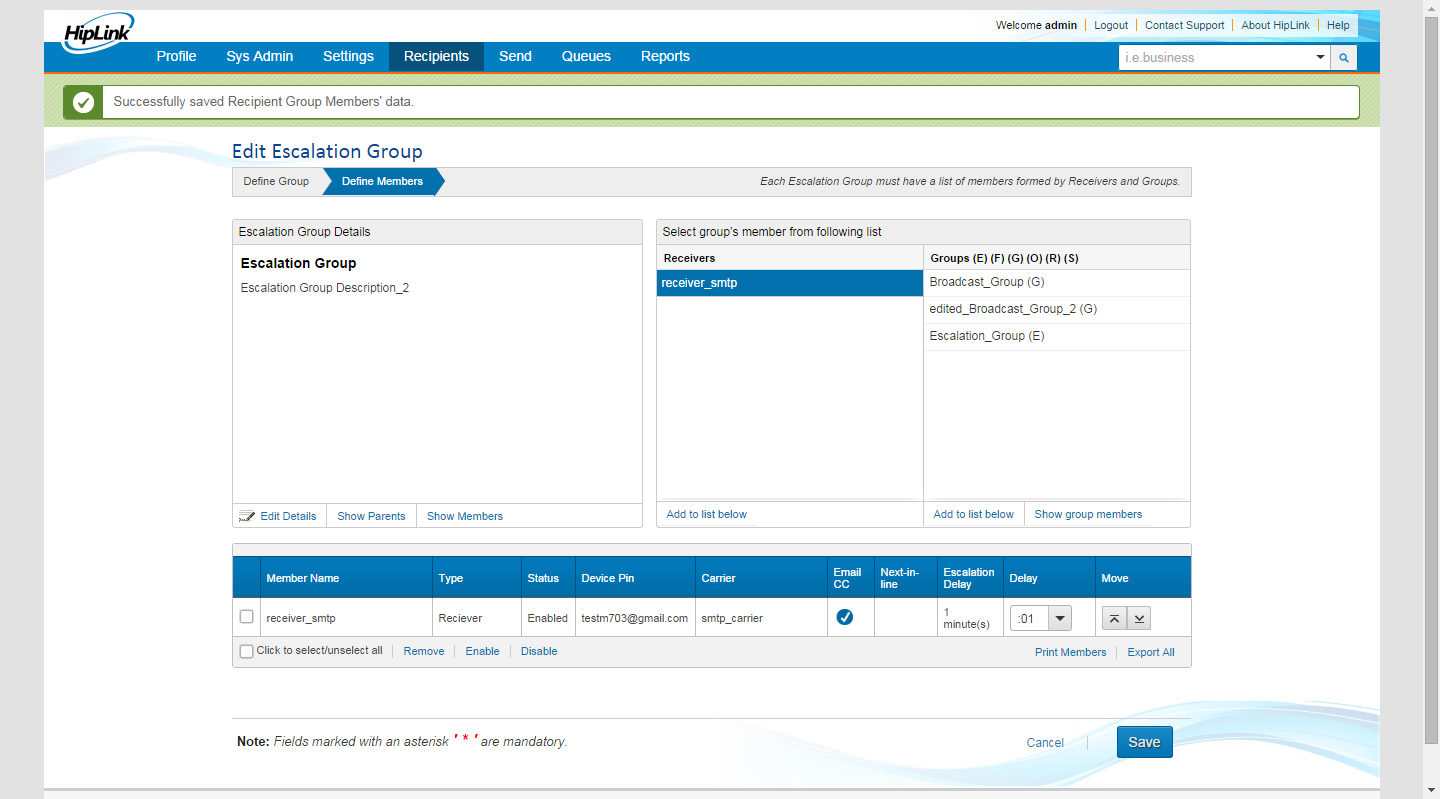 HipLink
Welcome admin Logout Contact Support About HipLink Help
Profile Sys Admin Settings Recipients Send Queues Reports i.e.business
Successfully saved Recipient Group Members' data.
Edit Escalation Group
Define Group Define Members Each Escalation Group must have a list of members formed by Receivers and Groups.
Escalation Group Details
Escalation Group
Escalation Group Description_2
Edit Details Show Parents Show Members
Select group's member from following list
Receivers Groups (E) (F) (G) (O) (R) (S)
receiver_smtp Broadcast_Group (G)
edited_Broadcast_Group_2 (G)
Escalation_Group (E)
Add to list below Add to list below Show group members
Member Name Type Status Device Pin Carrier Email CC Next-in-line Escalation Delay Delay Move
receiver_smtp Reciever Enabled testm703@gmail.com smtp_carrier 1 minute(s) :01
Click to select/unselect all Remove Enable Disable Print Members Export All
Note: Fields marked with an asterisk ' * ' are mandatory. Cancel Save